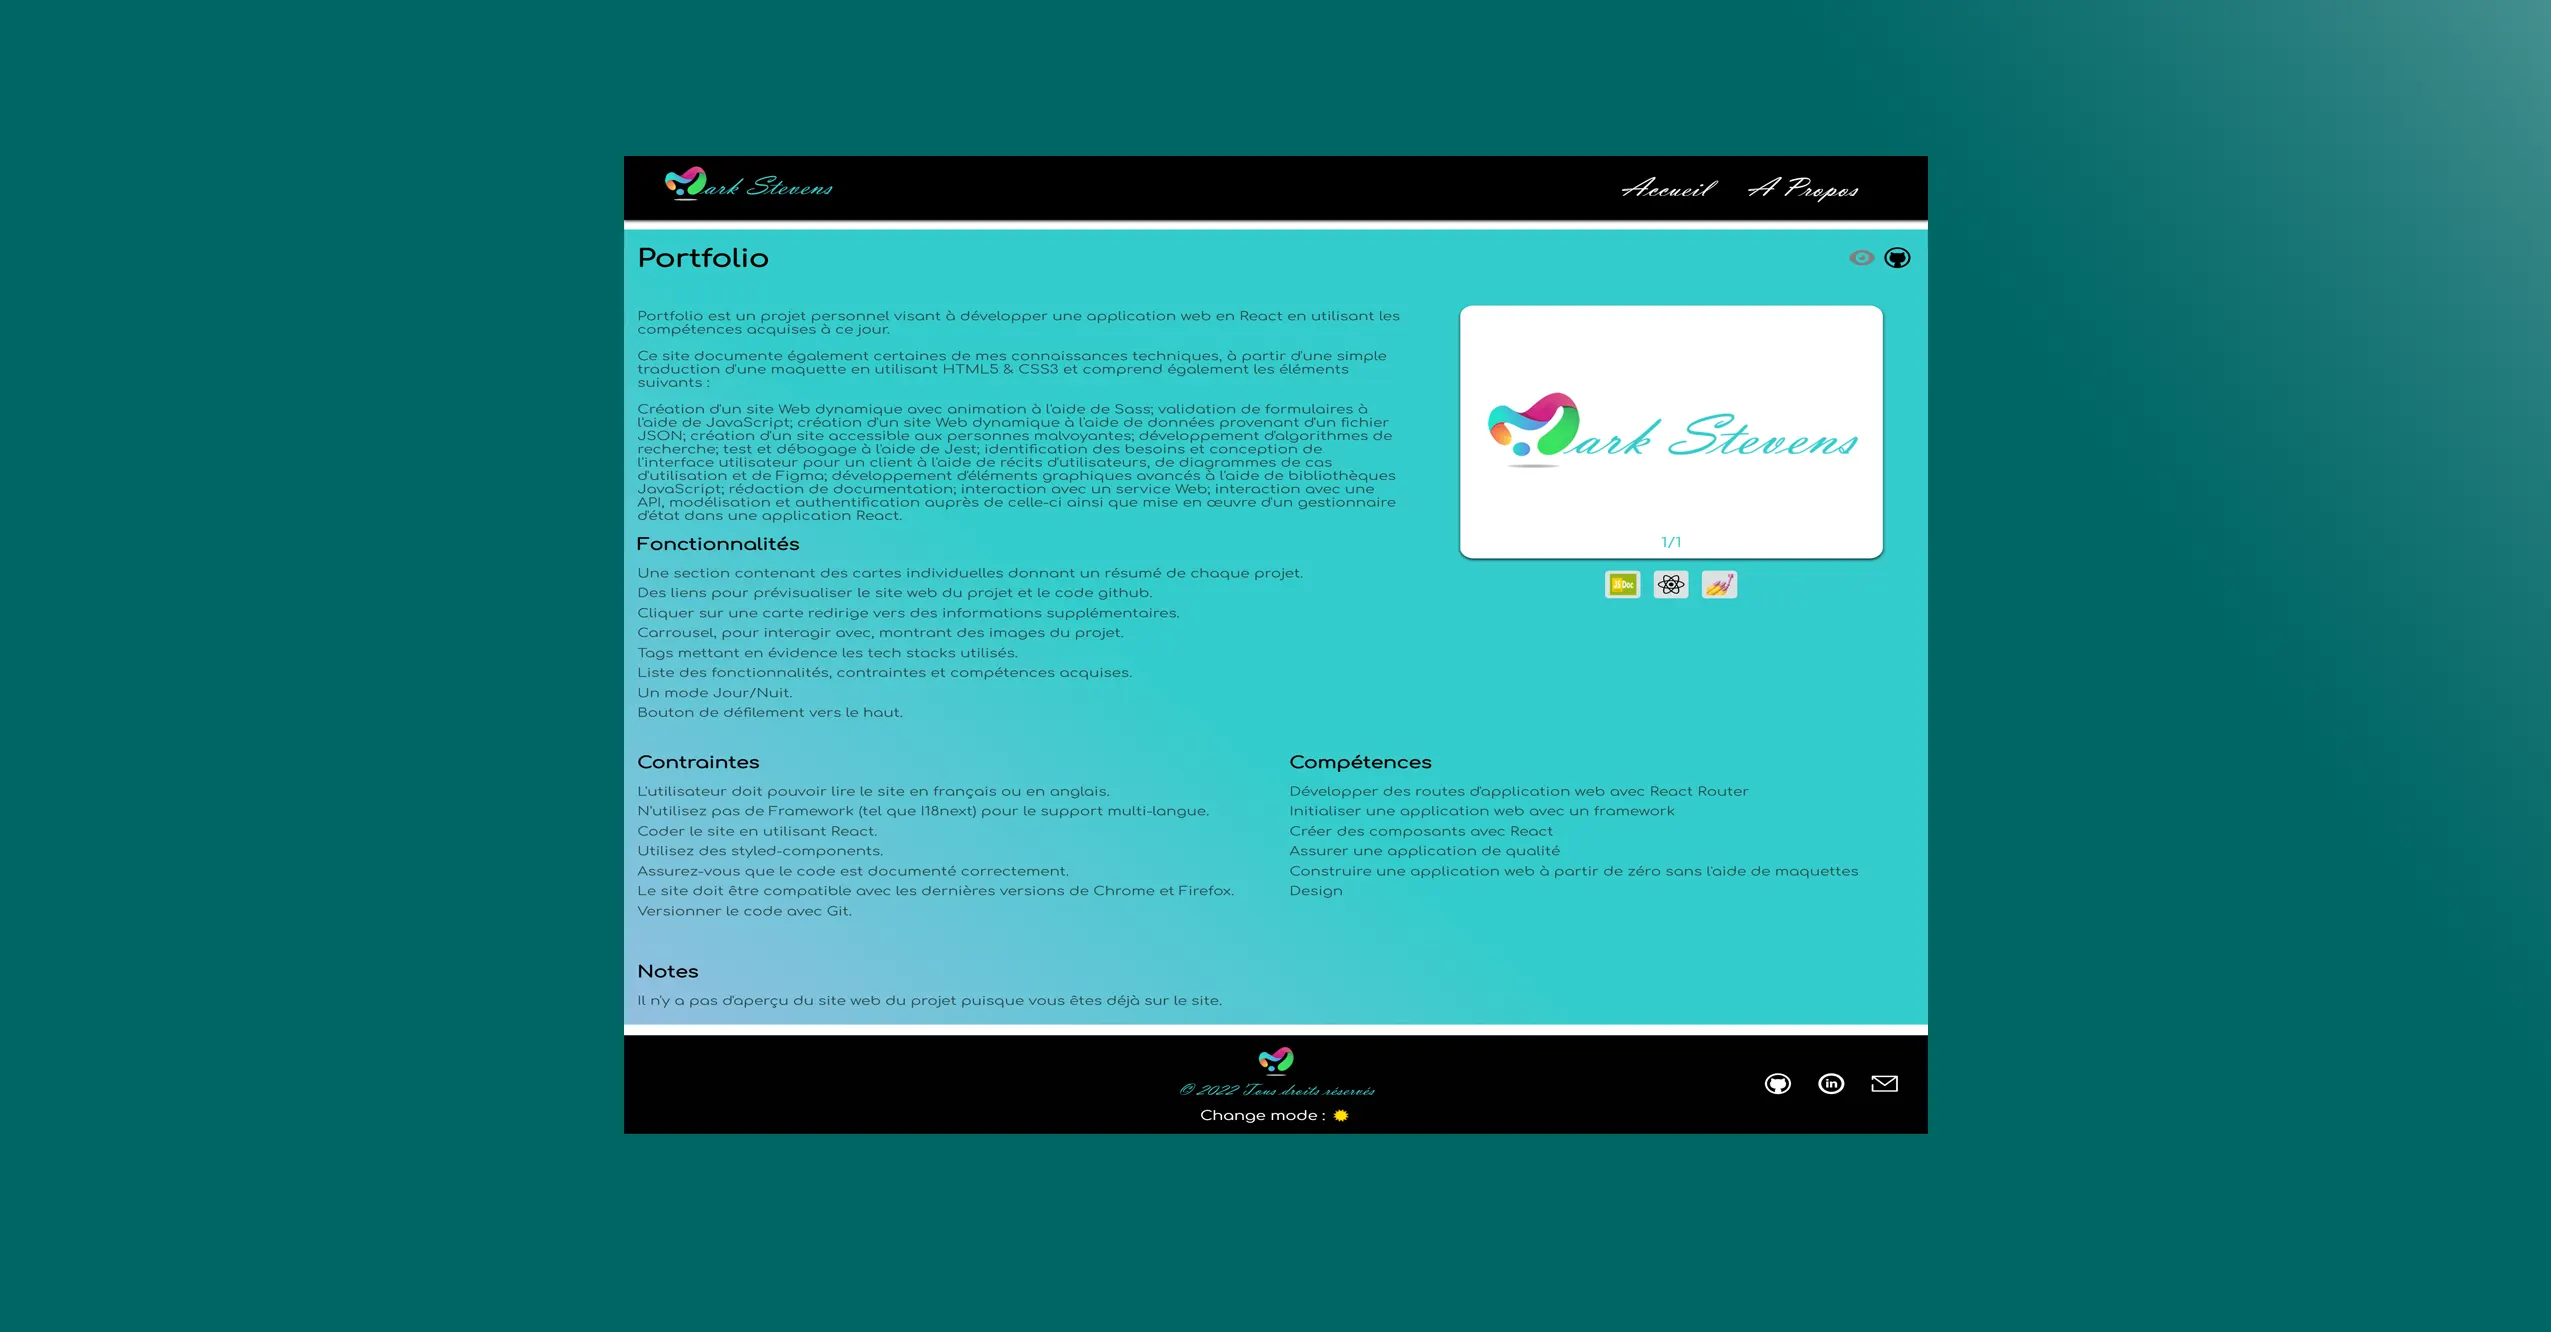 ark Stevens
Accueil A Propos
Portfolio
Portfolio est un projet personnel visant à développer une application web en React en utilisant les
compétences acquises à ce jour.
Ce site documente également certaines de mes connaissances techniques, à partir d'une simple
traduction d'une maquette en utilisant HTML5 & CSS3 et comprend également les éléments
suivants :
Création d'un site Web dynamique avec animation à l'aide de Sass; validation de formulaires à
l'aide de JavaScript; création d'un site Web dynamique à l'aide de données provenant d'un fichier
JSON; création d'un site accessible aux personnes malvoyantes; développement d'algorithmes de
recherche; test et débogage à l'aide de Jest; identification des besoins et conception de
l'interface utilisateur pour un client à l'aide de récits d'utilisateurs, de diagrammes de cas
d'utilisation et de Figma; développement d'éléments graphiques avancés à l'aide de bibliothèques
JavaScript; rédaction de documentation; interaction avec un service Web; interaction avec une
API, modélisation et authentification auprès de celle-ci ainsi que mise en œuvre d'un gestionnaire
d'état dans une application React.
ark Stevens
1/1
JS Doc
Fonctionnalités
Une section contenant des cartes individuelles donnant un résumé de chaque projet.
Des liens pour prévisualiser le site web du projet et le code github.
Cliquer sur une carte redirige vers des informations supplémentaires.
Carrousel, pour interagir avec, montrant des images du projet.
Tags mettant en évidence les tech stacks utilisés.
Liste des fonctionnalités, contraintes et compétences acquises.
Un mode Jour/Nuit.
Bouton de défilement vers le haut.
Contraintes
L'utilisateur doit pouvoir lire le site en français ou en anglais.
N'utilisez pas de Framework (tel que I18next) pour le support multi-langue.
Coder le site en utilisant React.
Utilisez des styled-components.
Assurez-vous que le code est documenté correctement.
Le site doit être compatible avec les dernières versions de Chrome et Firefox.
Versionner le code avec Git.
Compétences
Développer des routes d'application web avec React Router
Initialiser une application web avec un framework
Créer des composants avec React
Assurer une application de qualité
Construire une application web à partir de zéro sans l'aide de maquettes
Design
Notes
Il n'y a pas d'aperçu du site web du projet puisque vous êtes déjà sur le site.
© 2022 Tous droits réservés
Change mode :
in